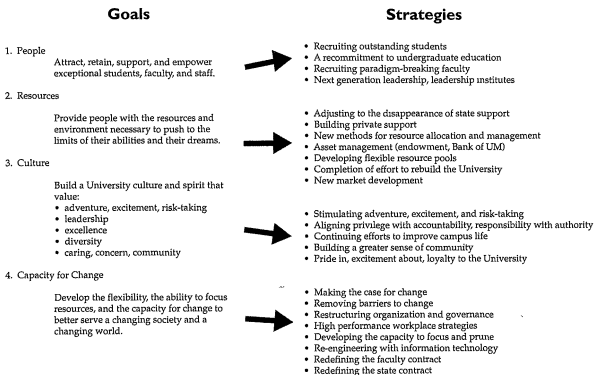 Goals
Strategies
1. People
Attract, retain, support, and empower
exceptional students, faculty, and staff.
• Recruiting outstanding students
• A recommitment to undergraduate education
• Recruiting paradigm-breaking faculty
• Next generation leadership, leadership institutes
2. Resources
Provide people with the resources and
environment necessary to push to the
limits of their abilities and their dreams.
• Adjusting to the disappearance of state support
• Building private support
• New methods for resource allocation and management
• Asset management (endowment, Bank of UM)
• Developing flexible resource pools
• Completion of effort to rebuild the University
• New market development
3. Culture
Build a University culture and spirit that
value:
• adventure, excitement, risk-taking
• leadership
• excellence
• diversity
• caring, concern, community
• Stimulating adventure, excitement, and risk-taking
• Aligning privilege with accountability, responsibility with authority
• Continuing efforts to improve campus life
• Building a greater sense of community
• Pride in, excitement about, loyalty to the University
4. Capacity for Change
Develop the flexibility, the ability to focus
resources, and the capacity for change to
better serve a changing society and a
changing world.
• Making the case for change
• Removing barriers to change
• Restructuring organization and governance
• High performance workplace strategies
• Developing the capacity to focus and prune
• Re-engineering with information technology
• Redefining the faculty contract
• Redefining the state contract